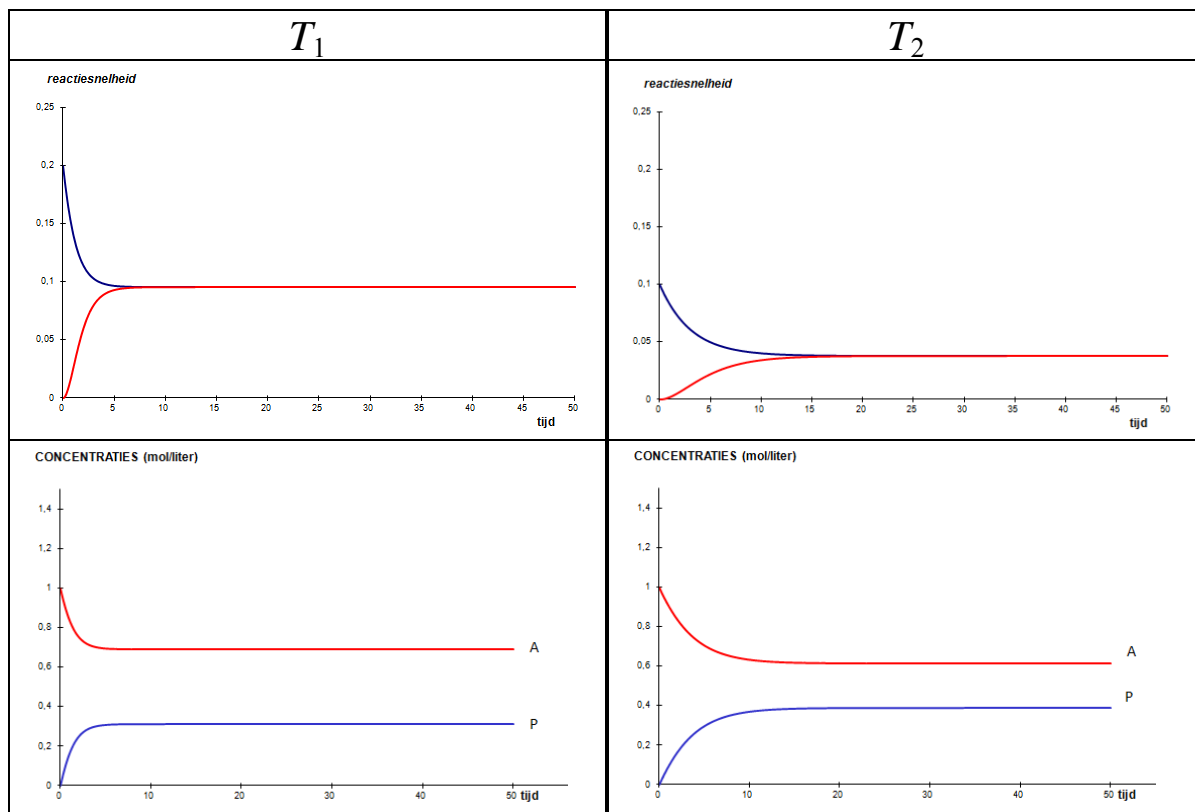 T₁
T₂
reactiesnelheid
0,25
0,2
0,15
0,1
0,05
0
0 5 10 15 20 25 30 35 40 45 50
tijd
reactiesnelheid
0,25
0,2
0,15
0,1
0,05
0
0 5 10 15 20 25 30 35 40 45 50
tijd
CONCENTRATIES (mol/liter)
1,4
1,2
1
0,8
0,6
0,4
0,2
0
A
P
0 10 20 30 40 50 tijd
CONCENTRATIES (mol/liter)
1,4
1,2
1
0,8
0,6
0,4
0,2
0
A
P
0 10 20 30 40 50 tijd